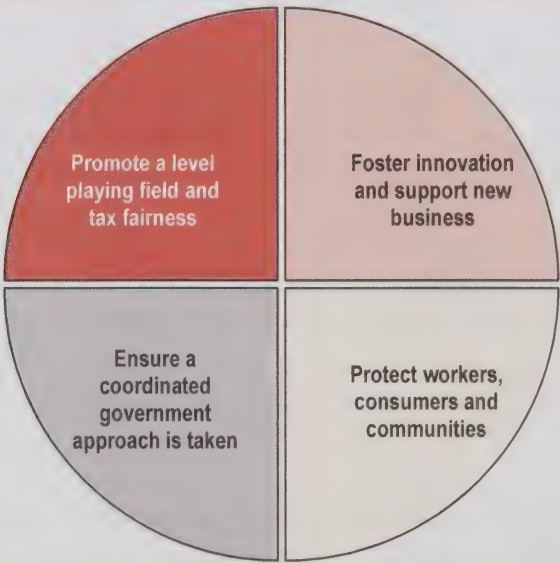 Promote a level
playing field and
tax fairness
Foster innovation
and support new
business
Ensure a
coordinated
government
approach is taken
Protect workers,
consumers and
communities